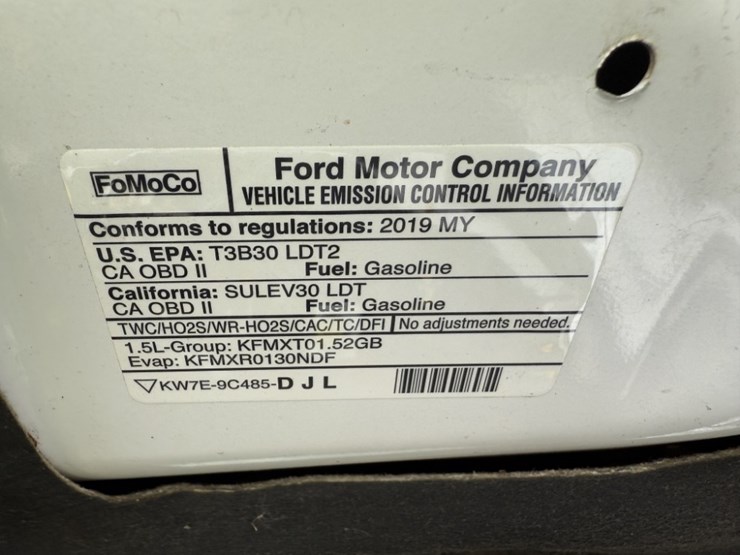 FoMoCo
Ford Motor Company
VEHICLE EMISSION CONTROL INFORMATION
Conforms to regulations: 2019 MY
U.S. EPA: T3B30 LDT2
CA OBD II Fuel: Gasoline
California: SULEV30 LDT
CA OBD II Fuel: Gasoline
TWC/HO2S/WR-HO2S/CAC/TC/DFI No adjustments needed.
1.5L-Group: KFMXT01.52GB
Evap: KFMXR0130NDF
KW7E-9C485-D J L